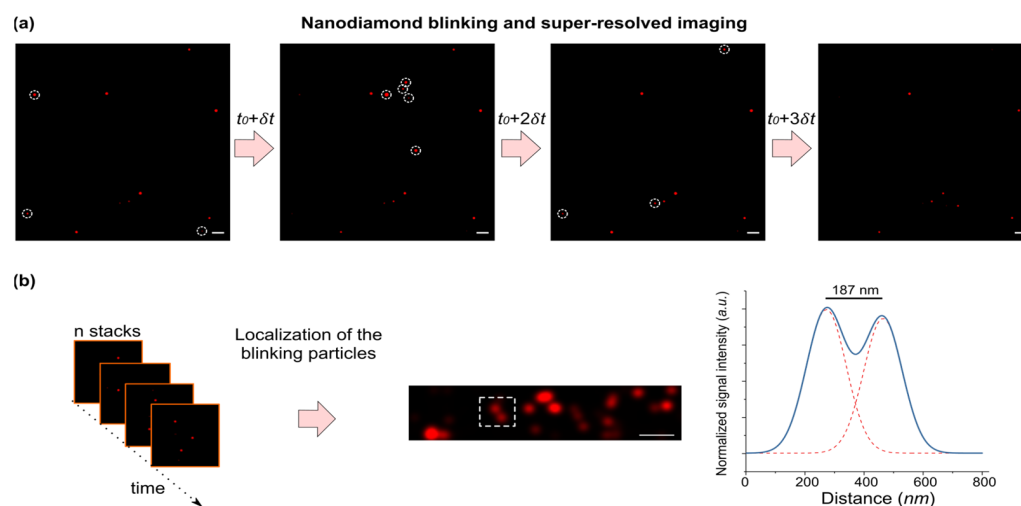 (a)
Nanodiamond blinking and super-resolved imaging
t₀+δt
t₀+2δt
t₀+3δt
(b)
n stacks
time
Localization of the
blinking particles
187 nm
Normalized signal intensity (a.u.)
0
200
400
600
800
Distance (nm)